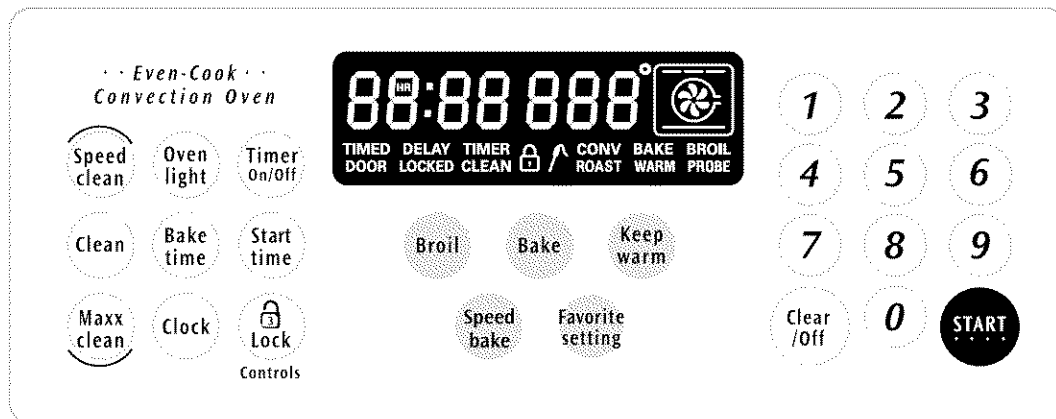 · · Even-Cook · ·
Convection Oven
Speed
clean
Oven
light
Timer
On/Off
Clean
Bake
time
Start
time
Maxx
clean
Clock
3
Lock
Controls
88:88 888°
HR
TIMED DELAY TIMER CONV BAKE BROIL
DOOR LOCKED CLEAN ROAST WARM PROBE
Broil
Bake
Keep
warm
Speed
bake
Favorite
setting
1 2 3
4 5 6
7 8 9
Clear
/Off
0
START